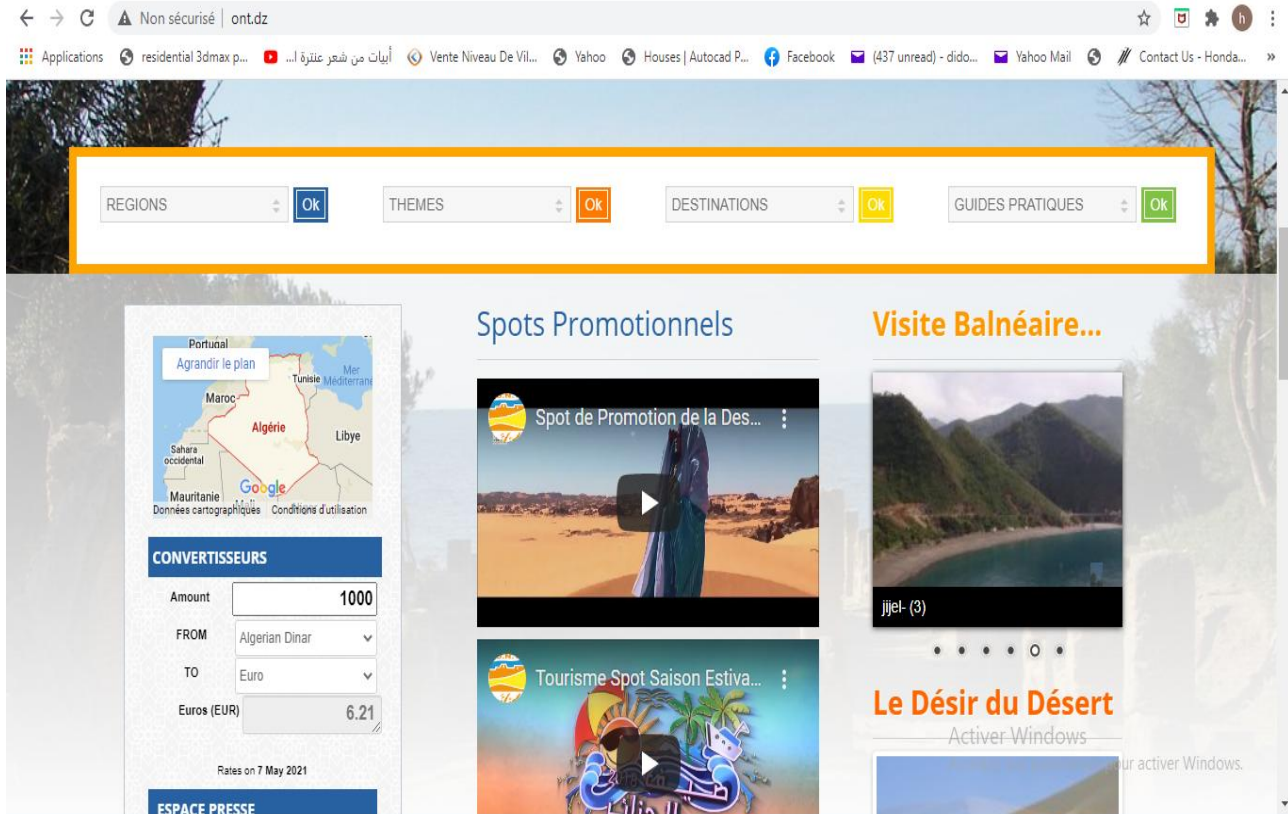 Non sécurisé | ont.dz
Applications
residential 3dmax p...
أبيات من شعر عنترة ا...
Vente Niveau De Vil...
Yahoo
Houses | Autocad P...
Facebook
(437 unread) - dido...
Yahoo Mail
Contact Us - Honda...
»
REGIONS
Ok
THEMES
Ok
DESTINATIONS
Ok
GUIDES PRATIQUES
Ok
Portugal
Agrandir le plan
Mer
Méditerrané
Tunisie
Maroc
Algérie
Libye
Sahara
occidental
Mauritanie
Google
Données cartographiques Conditions d'utilisation
CONVERTISSEURS
Amount 1000
FROM Algerian Dinar
TO Euro
Euros (EUR) 6.21
Rates on 7 May 2021
ESPACE PRESSE
Spots Promotionnels
Spot de Promotion de la Des...
Tourisme Spot Saison Estiva...
Visite Balnéaire...
jijel- (3)
Le Désir du Désert
Activer Windows
ur activer Windows.